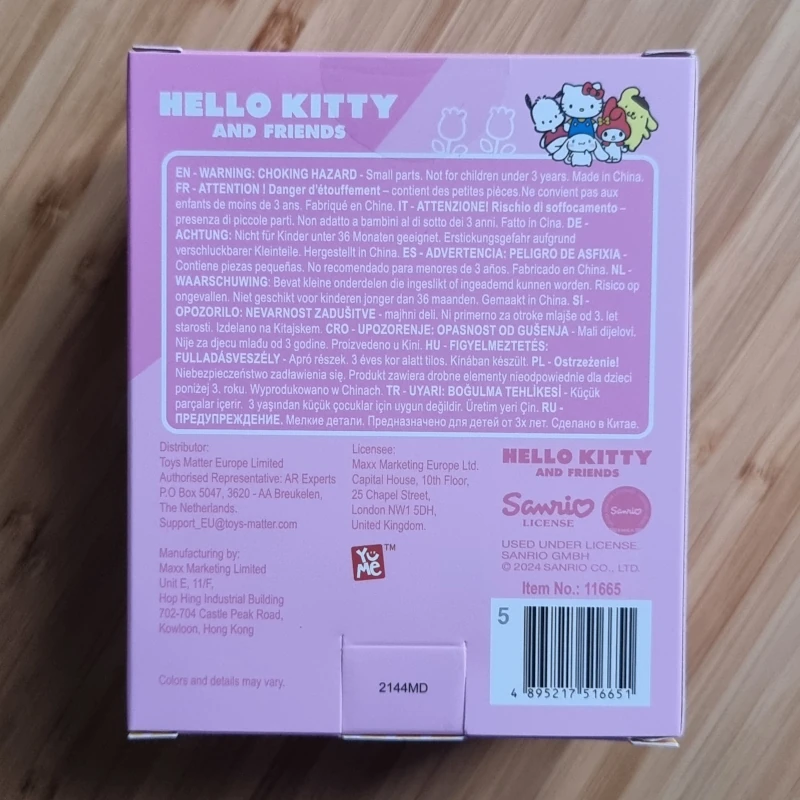 HELLO KITTY
AND FRIENDS
EN - WARNING: CHOKING HAZARD - Small parts. Not for children under 3 years. Made in China.
FR - ATTENTION ! Danger d'étouffement – contient des petites pièces.Ne convient pas aux
enfants de moins de 3 ans. Fabriqué en Chine. IT - ATTENZIONE! Rischio di soffocamento –
presenza di piccole parti. Non adatto a bambini al di sotto dei 3 anni. Fatto in Cina. DE -
ACHTUNG: Nicht für Kinder unter 36 Monaten geeignet. Erstickungsgefahr aufgrund
verschluckbarer Kleinteile. Hergestellt in China. ES - ADVERTENCIA: PELIGRO DE ASFIXIA -
Contiene piezas pequeñas. No recomendado para menores de 3 años. Fabricado en China. NL -
WAARSCHUWING: Bevat kleine onderdelen die ingeslikt of ingeademd kunnen worden. Risico op
ongevallen. Niet geschikt voor kinderen jonger dan 36 maanden. Gemaakt in China. SI -
OPOZORILO: NEVARNOST ZADUŠITVE - majhni deli. Ni primerno za otroke mlajše od 3. let
starosti. Izdelano na Kitajskem. CRO - UPOZORENJE: OPASNOST OD GUŠENJA - Mali dijelovi.
Nije za djecu mlađu od 3 godine. Proizvedeno u Kini. HU - FIGYELMEZTETÉS:
FULLADÁSVESZÉLY - Apró részek. 3 éves kor alatt tilos. Kínában készült. PL - Ostrzeżenie!
Niebezpieczeństwo zadławienia się. Produkt zawiera drobne elementy nieodpowiednie dla dzieci
poniżej 3. roku. Wyprodukowano w Chinach. TR - UYARI: BOĞULMA TEHLİKESİ - Küçük
parçalar içerir. 3 yaşından küçük çocuklar için uygun değildir. Üretim yeri Çin. RU -
ПРЕДУПРЕЖДЕНИЕ. Мелкие детали. Предназначено для детей от 3х лет. Сделано в Китае.
Distributor:
Toys Matter Europe Limited
Authorised Representative: AR Experts
P.O Box 5047, 3620 - AA Breukelen,
The Netherlands.
Support_EU@toys-matter.com
Manufacturing by:
Maxx Marketing Limited
Unit E, 11/F,
Hop Hing Industrial Building
702-704 Castle Peak Road,
Kowloon, Hong Kong
Colors and details may vary.
Licensee:
Maxx Marketing Europe Ltd.
Capital House, 10th Floor,
25 Chapel Street,
London NW1 5DH,
United Kingdom.
YuMe TM
2144MD
HELLO KITTY
AND FRIENDS
Sanrio
LICENSE
Sanrio
USED UNDER LICENSE.
SANRIO GMBH
© 2024 SANRIO CO., LTD.
Item No.: 11665
5
4 895217 516651